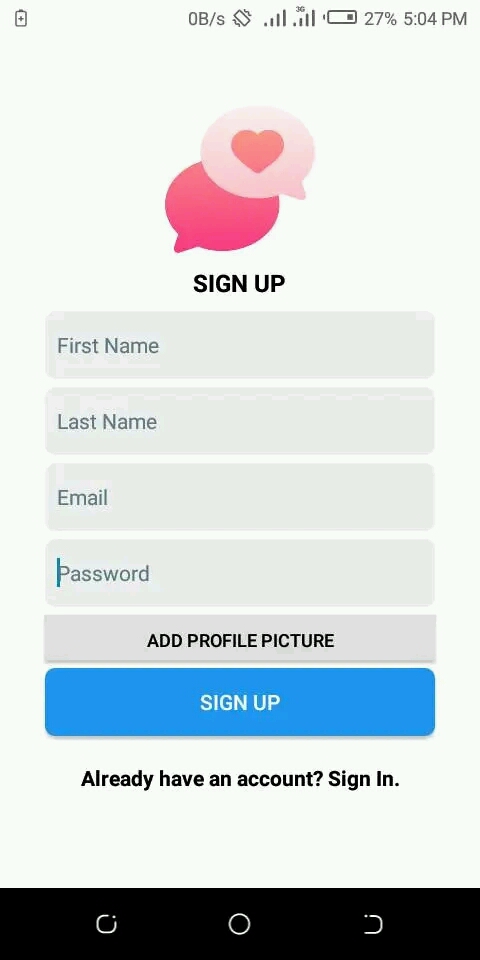 0B/s 3G 27% 5:04 PM
SIGN UP
First Name
Last Name
Email
Password
ADD PROFILE PICTURE
SIGN UP
Already have an account? Sign In.